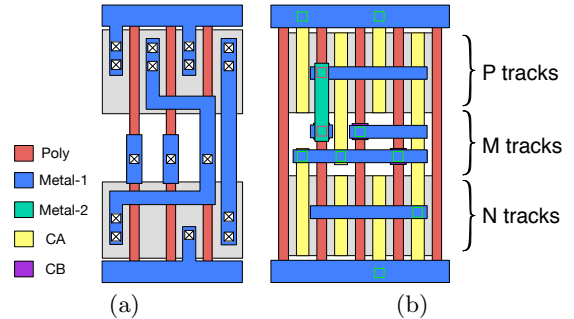 P tracks
M tracks
N tracks
Poly
Metal-1
Metal-2
CA
CB
(a)
(b)